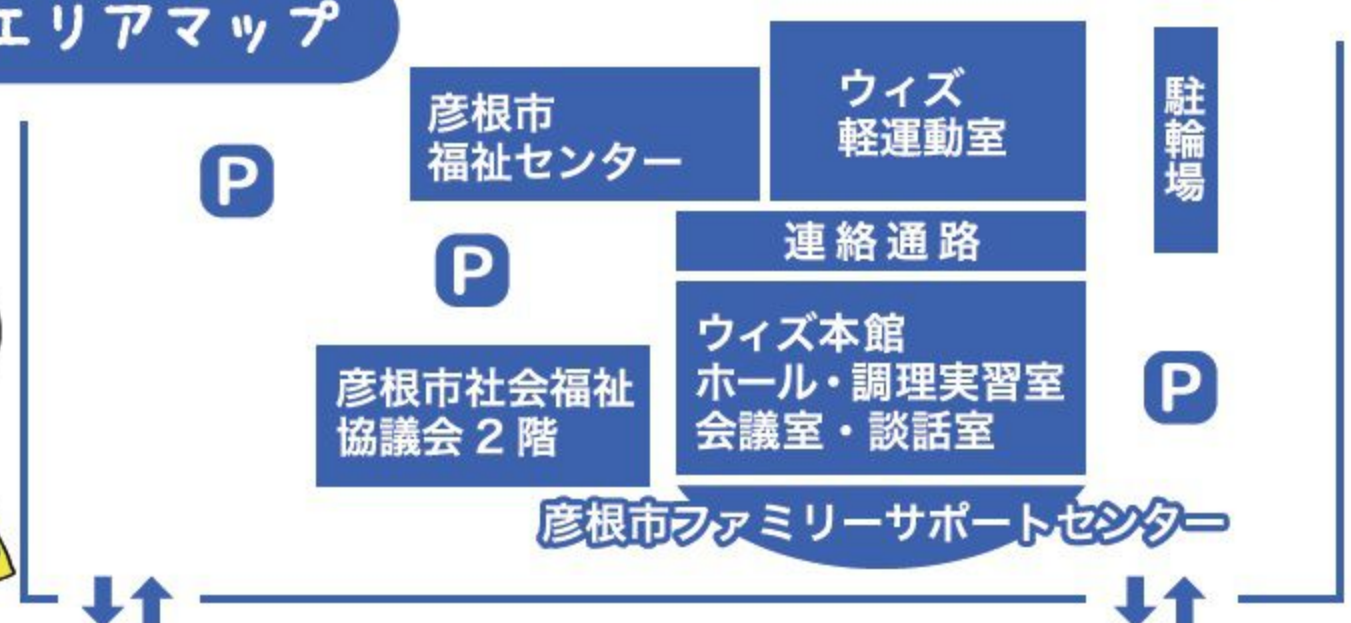 エリアマップ
彦根市
福祉センター
ウィズ
軽運動室
駐輪場
P
連絡通路
P
ウィズ本館
ホール・調理実習室
会議室・談話室
彦根市社会福祉
協議会2階
P
彦根市ファミリーサポートセンター